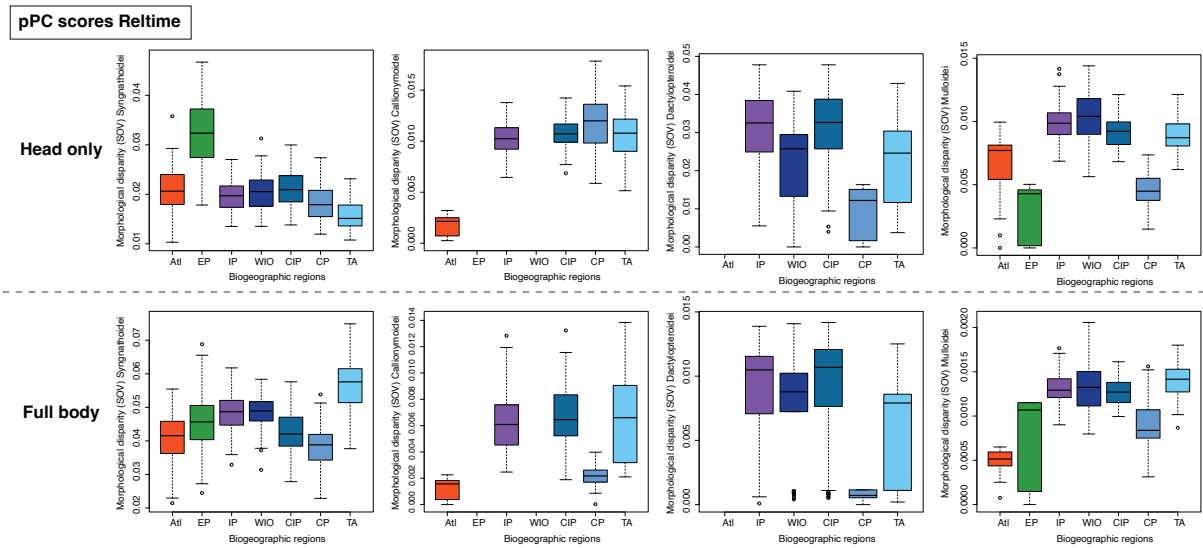 pPC scores Reltime
Head only
Morphological disparity (SOV) Syngnathoidei
0.01 0.02 0.03 0.04
Atl EP IP WIO CIP CP TA
Biogeographic regions
Morphological disparity (SOV) Callionymoidei
0.000 0.005 0.010 0.015
Atl EP IP WIO CIP CP TA
Biogeographic regions
Morphological disparity (SOV) Dactylopteroidei
0.00 0.01 0.02 0.03 0.04 0.05
Atl IP WIO CIP CP TA
Biogeographic regions
Morphological disparity (SOV) Mulloidei
0.000 0.005 0.010 0.015
Atl EP IP WIO CIP CP TA
Biogeographic regions
Full body
Morphological disparity (SOV) Syngnathoidei
0.02 0.03 0.04 0.05 0.06 0.07
Atl EP IP WIO CIP CP TA
Biogeographic regions
Morphological disparity (SOV) Callionymoidei
0.000 0.002 0.004 0.006 0.008 0.010 0.012 0.014
Atl EP IP WIO CIP CP TA
Biogeographic regions
Morphological disparity (SOV) Dactylopteroidei
0.000 0.005 0.010 0.015
Atl IP WIO CIP CP TA
Biogeographic regions
Morphological disparity (SOV) Mulloidei
0.0000 0.0005 0.0010 0.0015 0.0020
Atl EP IP WIO CIP CP TA
Biogeographic regions